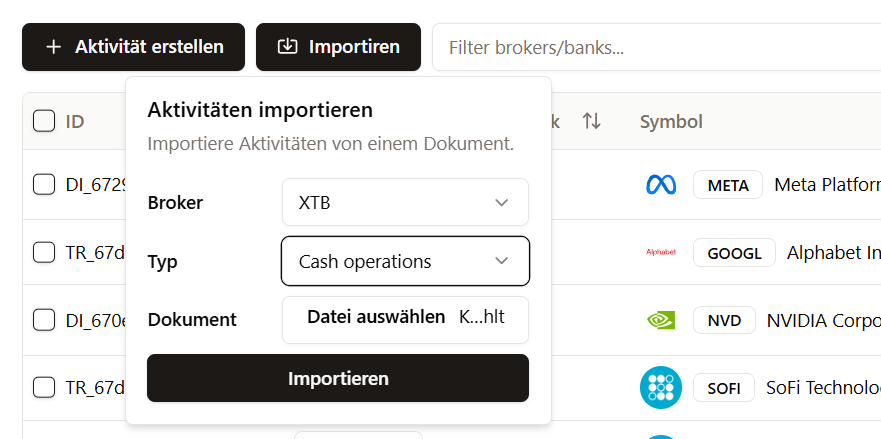 Aktivität erstellen
Importiren
Filter brokers/banks...
Aktivitäten importieren
Importiere Aktivitäten von einem Dokument.
Broker
XTB
Typ
Cash operations
Dokument
Datei auswählen K...hlt
Importieren
ID
k
Symbol
DI_6729
META
Meta Platfor
TR_67d
Alphabet
GOOGL
Alphabet In
DI_670e
NVD
NVIDIA Corpo
TR_67d
SOFI
SoFi Technolo